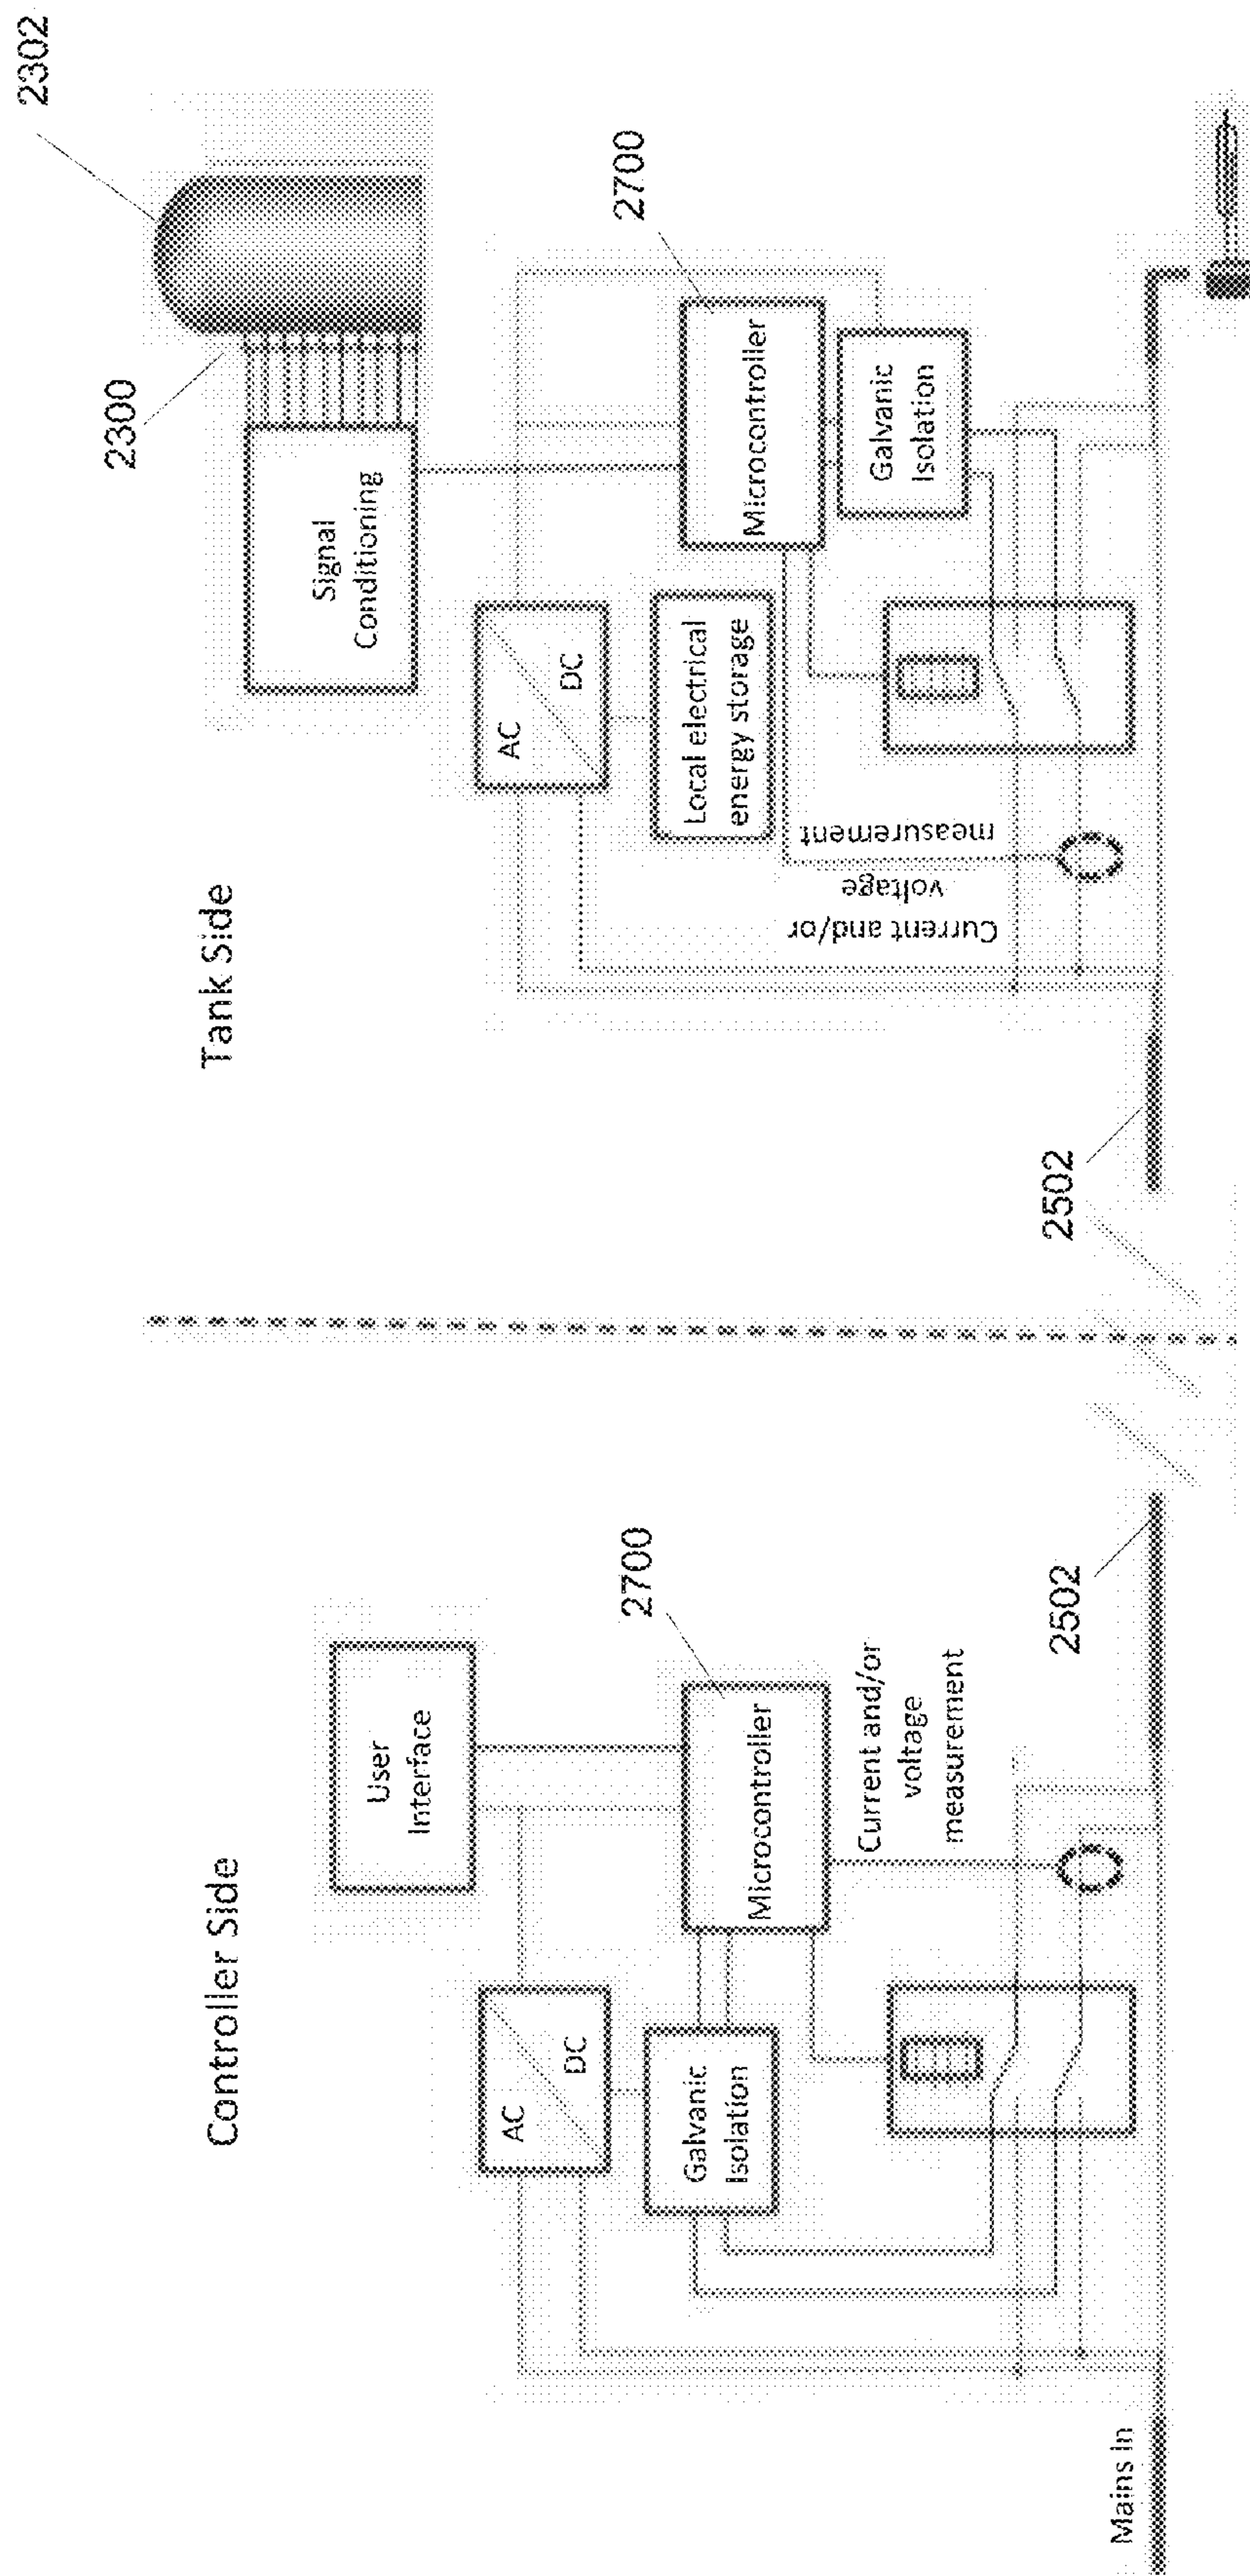 Controller Side
User
Interface
AC
DC
Galvanic
Isolation
2700
Microcontroller
Current and/or
voltage
measurement
2502
Mains In
Tank Side
2302
2300
Signal
Conditioning
AC
DC
Local electrical
energy storage
2700
Microcontroller
Galvanic
Isolation
Current and/or
voltage
measurement
2502